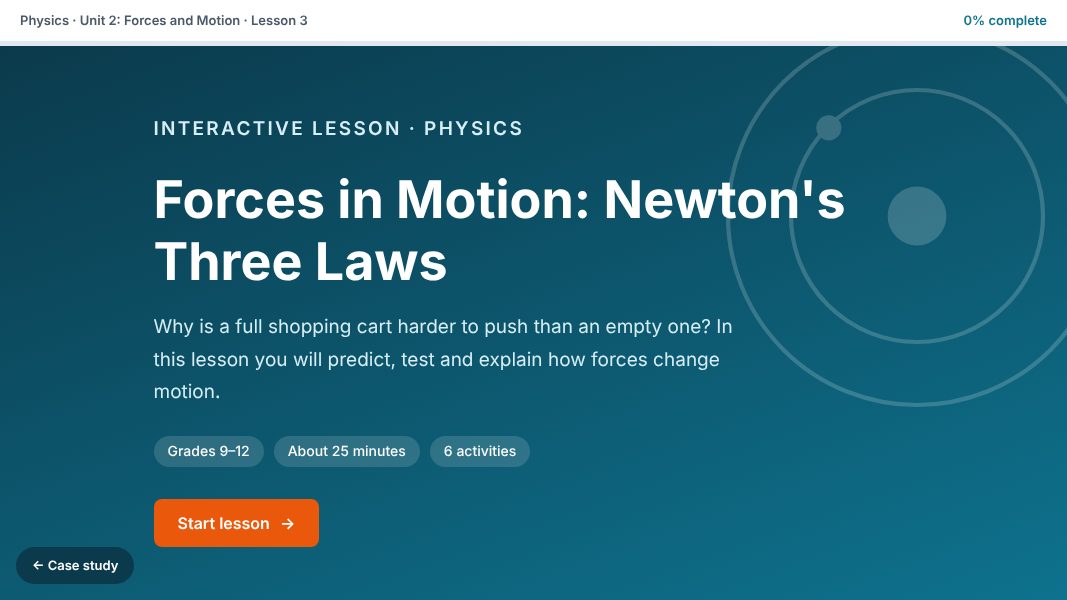 Physics · Unit 2: Forces and Motion · Lesson 3
0% complete
INTERACTIVE LESSON · PHYSICS
Forces in Motion: Newton's
Three Laws
Why is a full shopping cart harder to push than an empty one? In
this lesson you will predict, test and explain how forces change
motion.
Grades 9–12
About 25 minutes
6 activities
Start lesson →
← Case study